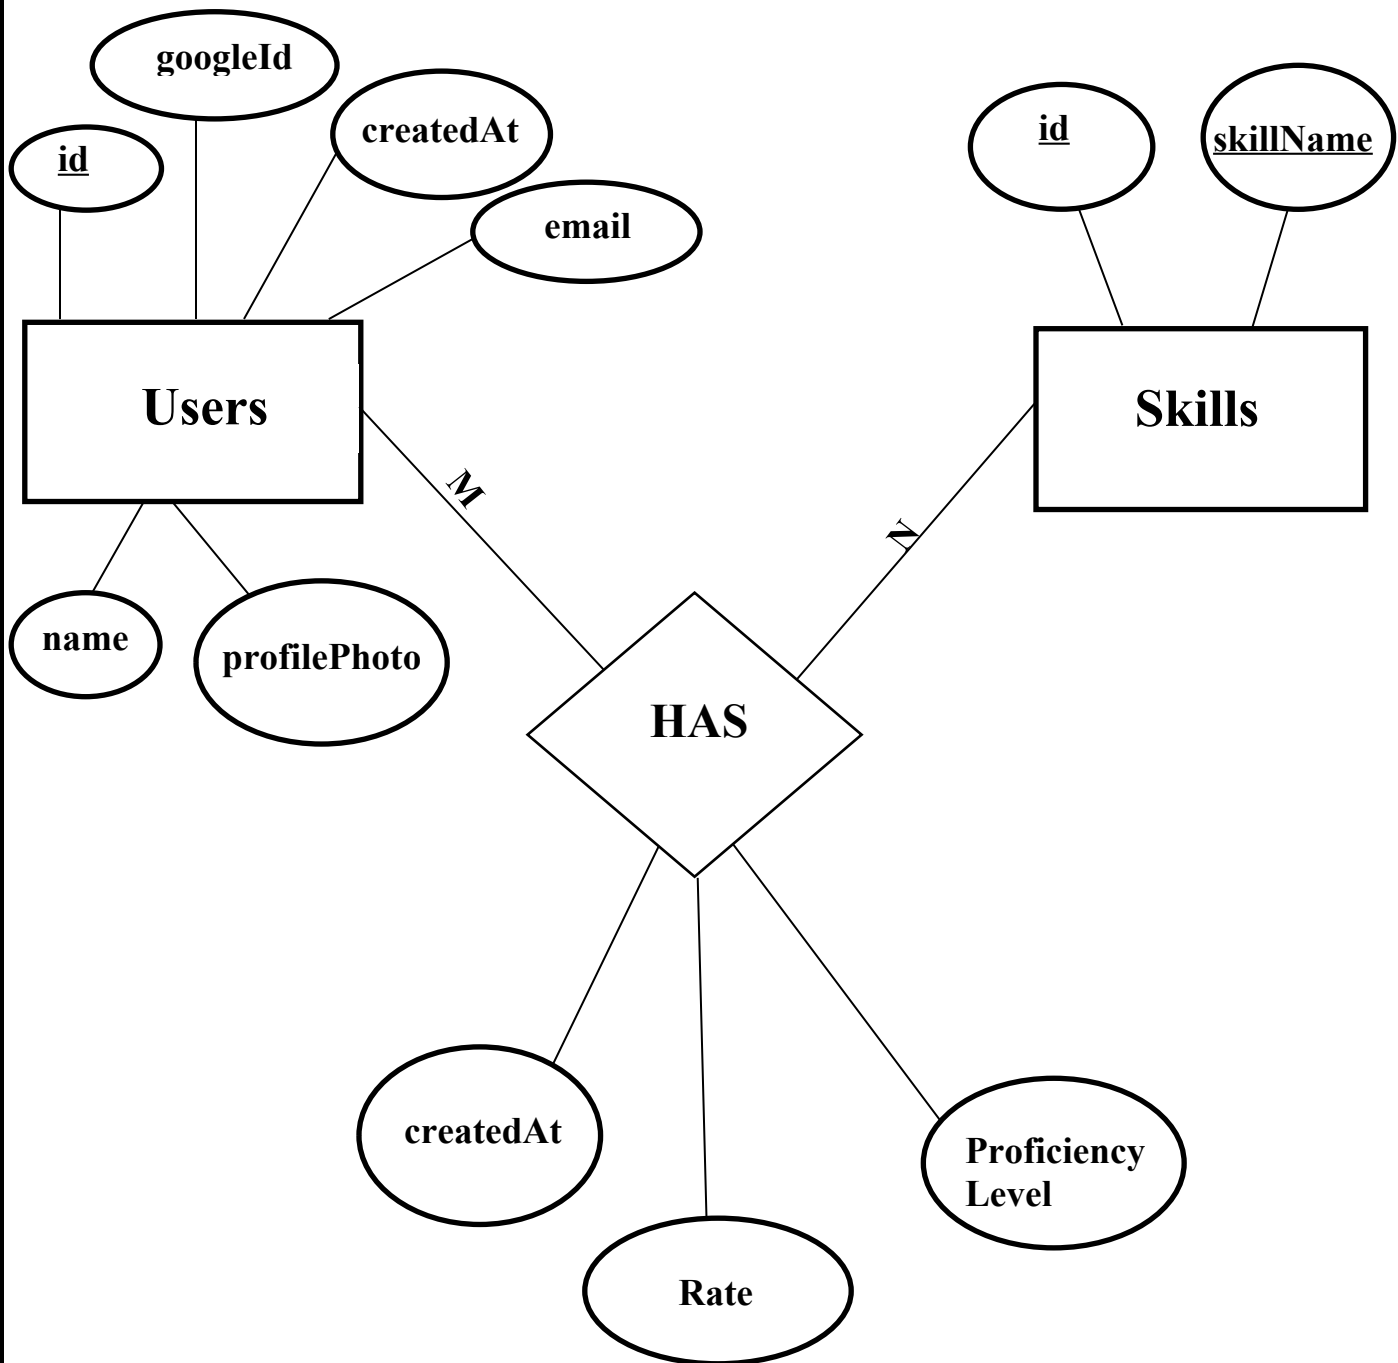 googleId
createdAt
id
email
id
skillName
Users
Skills
M
N
name
profilePhoto
HAS
createdAt
Proficiency
Level
Rate